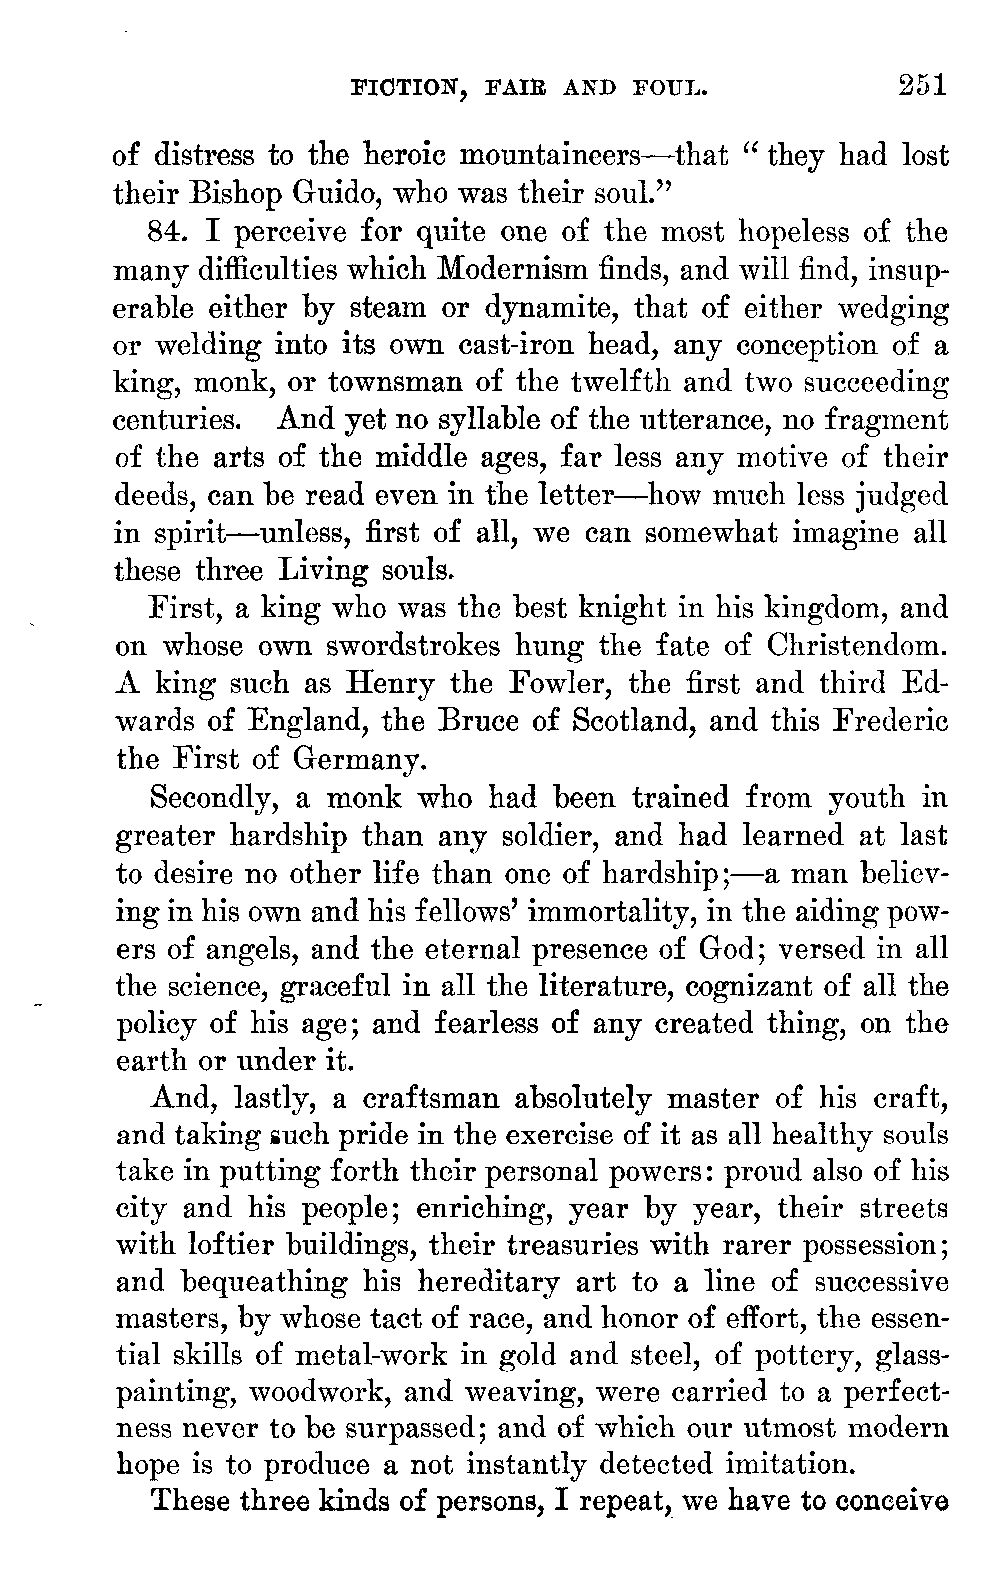 FICTION, FAIR AND FOUL. 251
of distress to the heroic mountaineers—that “ they had lost
their Bishop Guido, who was their soul.”
84. I perceive for quite one of the most hopeless of the
many difficulties which Modernism finds, and will find, insup-
erable either by steam or dynamite, that of either wedging
or welding into its own cast-iron head, any conception of a
king, monk, or townsman of the twelfth and two succeeding
centuries. And yet no syllable of the utterance, no fragment
of the arts of the middle ages, far less any motive of their
deeds, can be read even in the letter—how much less judged
in spirit—unless, first of all, we can somewhat imagine all
these three Living souls.
First, a king who was the best knight in his kingdom, and
on whose own swordstrokes hung the fate of Christendom.
A king such as Henry the Fowler, the first and third Ed-
wards of England, the Bruce of Scotland, and this Frederic
the First of Germany.
Secondly, a monk who had been trained from youth in
greater hardship than any soldier, and had learned at last
to desire no other life than one of hardship;—a man believ-
ing in his own and his fellows’ immortality, in the aiding pow-
ers of angels, and the eternal presence of God; versed in all
the science, graceful in all the literature, cognizant of all the
policy of his age; and fearless of any created thing, on the
earth or under it.
And, lastly, a craftsman absolutely master of his craft,
and taking such pride in the exercise of it as all healthy souls
take in putting forth their personal powers: proud also of his
city and his people; enriching, year by year, their streets
with loftier buildings, their treasuries with rarer possession;
and bequeathing his hereditary art to a line of successive
masters, by whose tact of race, and honor of effort, the essen-
tial skills of metal-work in gold and steel, of pottery, glass-
painting, woodwork, and weaving, were carried to a perfect-
ness never to be surpassed; and of which our utmost modern
hope is to produce a not instantly detected imitation.
These three kinds of persons, I repeat, we have to conceive